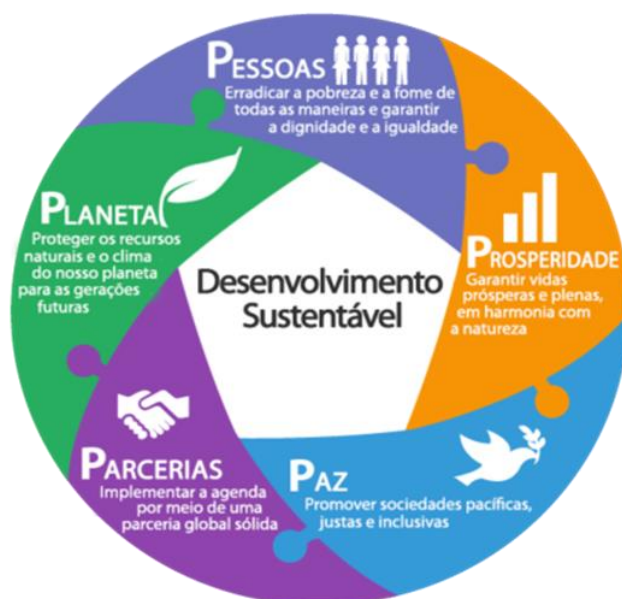 PESSOAS
Erradicar a pobreza e a fome de
todas as maneiras e garantir
a dignidade e a igualdade
PROSPERIDADE
Garantir vidas
prósperas e plenas,
em harmonia com
a natureza
PAZ
Promover sociedades pacíficas,
justas e inclusivas
PARCERIAS
Implementar a agenda
por meio de uma
parceria global sólida
PLANETA
Proteger os recursos
naturais e o clima
do nosso planeta
para as gerações
futuras
Desenvolvimento
Sustentável